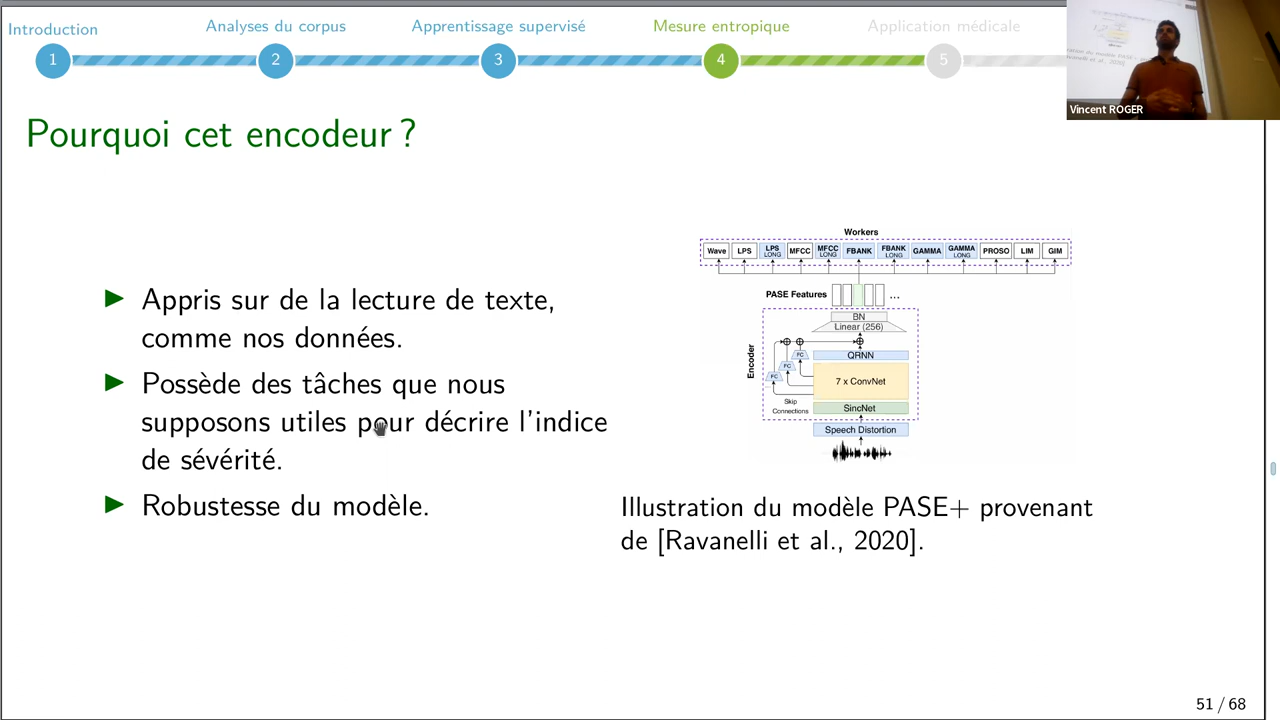 Introduction
Analyses du corpus
Apprentissage supervisé
Mesure entropique
Application médicale
1
2
3
4
5
Vincent ROGER
Pourquoi cet encodeur ?
▶ Appris sur de la lecture de texte,
comme nos données.
▶ Possède des tâches que nous
supposons utiles pour décrire l'indice
de sévérité.
▶ Robustesse du modèle.
Workers
Wave
LPS
LPS
LONG
MFCC
MFCC
LONG
FBANK
FBANK
LONG
GAMMA
GAMMA
LONG
PROSO
LIM
GIM
PASE Features
...
BN
Linear (256)
Encoder
FC
FC
FC
QRNN
7 x ConvNet
SincNet
Skip
Connections
Speech Distortion
Illustration du modèle PASE+ provenant
de [Ravanelli et al., 2020].
51 / 68